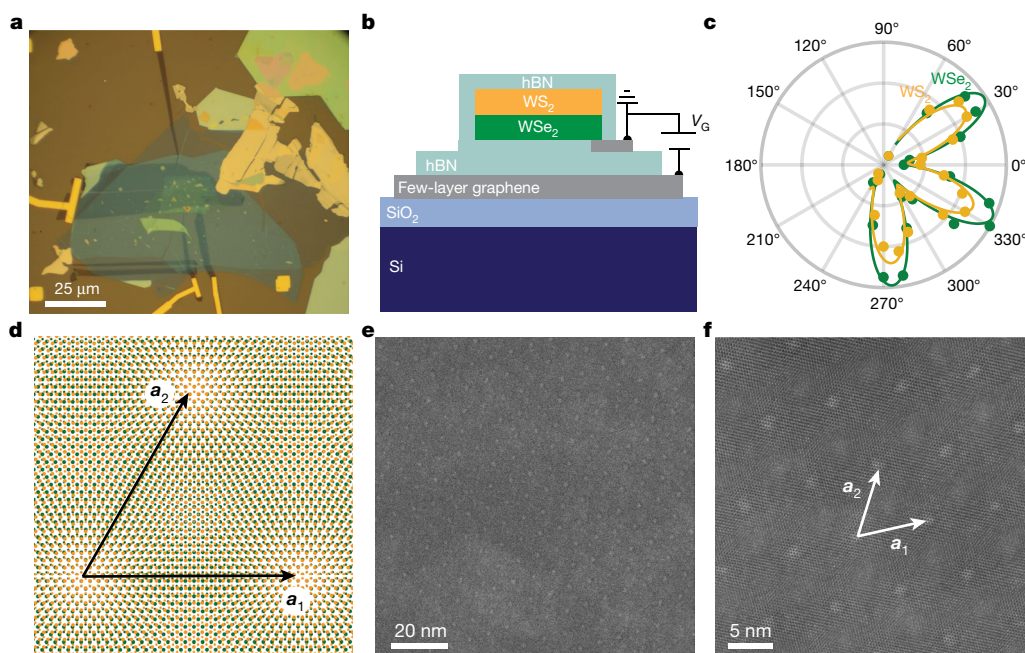 a
25 μm
b
hBN
WS2
WSe2
hBN
Few-layer graphene
SiO2
Si
VG
c
90°
120°
60°
150°
30°
180°
0°
210°
330°
240°
300°
270°
WSe2
WS2
d
a2
a1
e
20 nm
f
a2
a1
5 nm